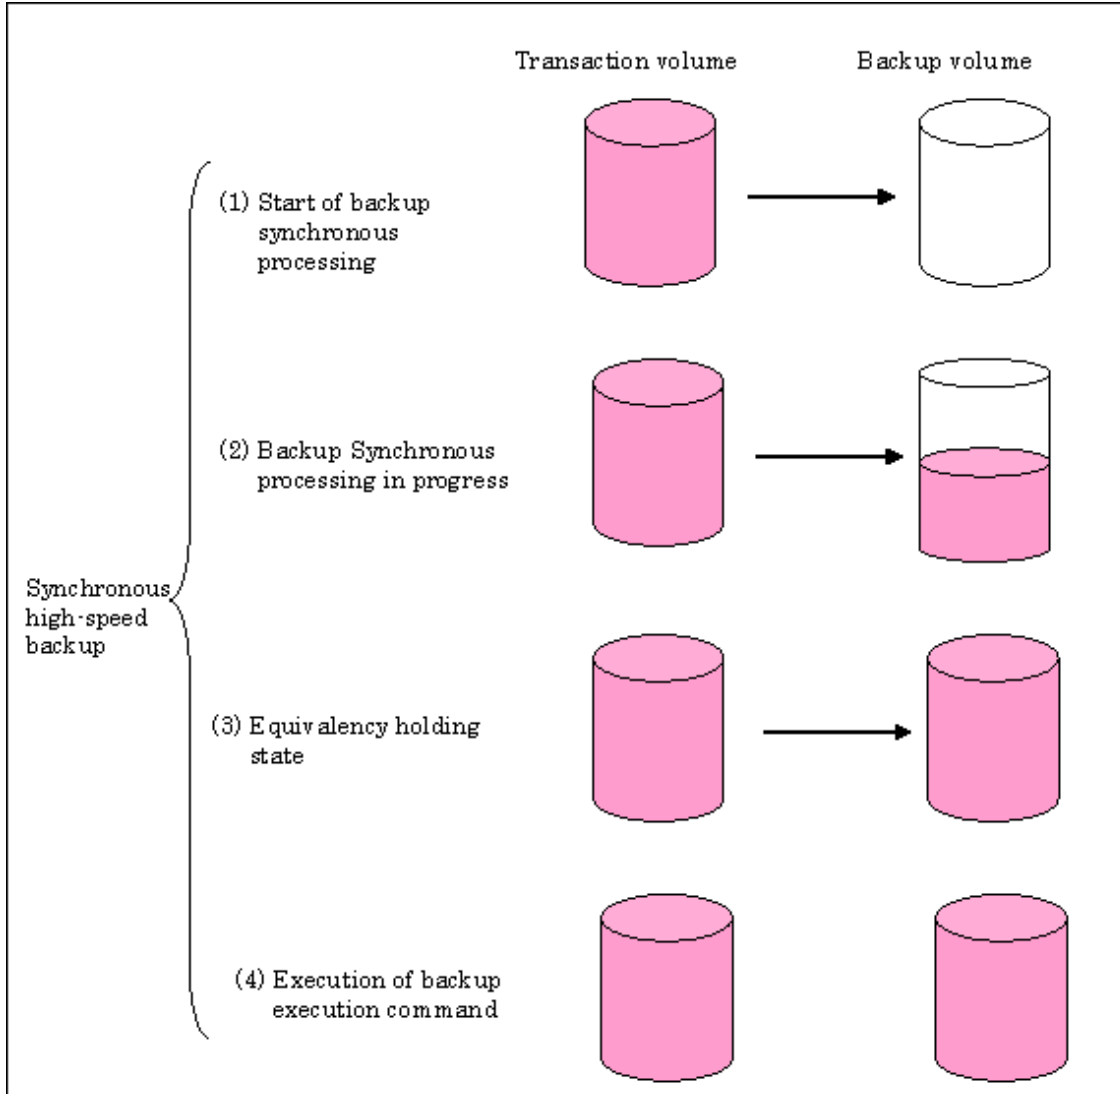 Transaction volume
Backup volume
(1) Start of backup
synchronous
processing
(2) Backup Synchronous
processing in progress
Synchronous
high-speed
backup
(3) Equivalency holding
state
(4) Execution of backup
execution command